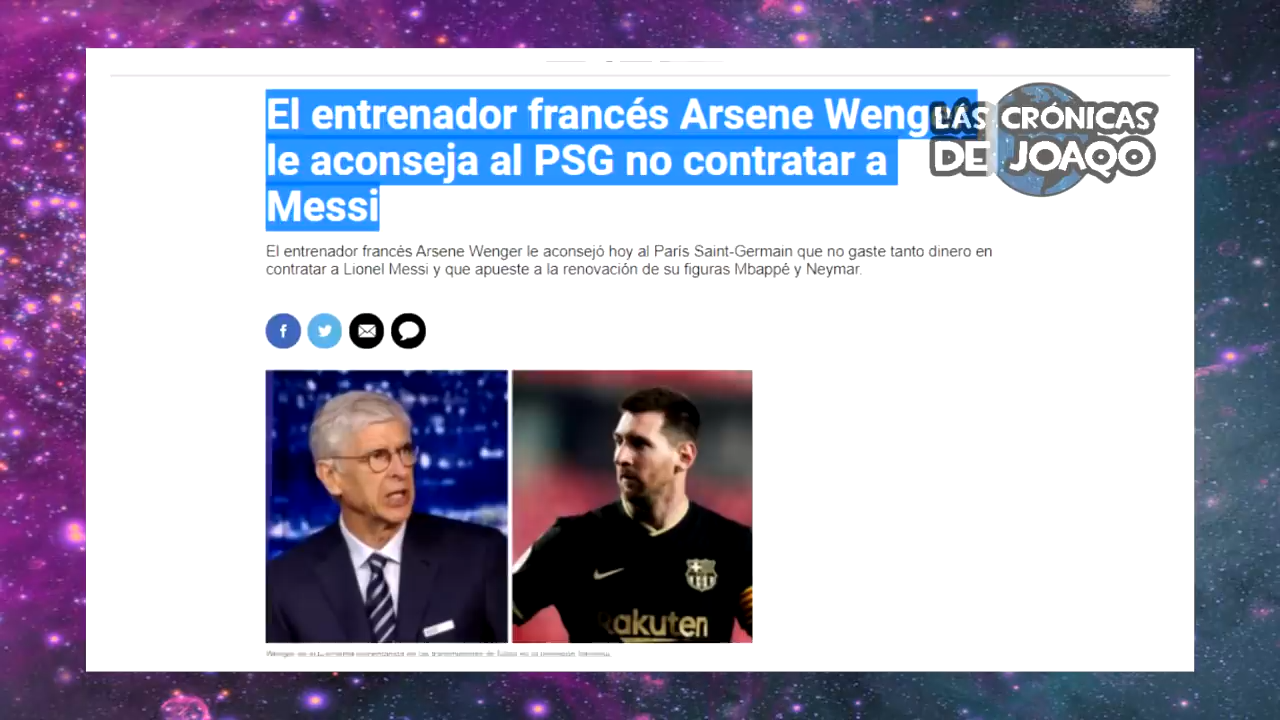 El entrenador francés Arsene Weng
le aconseja al PSG no contratar a
Messi
LAS CRÓNICAS
DE JOAQO
El entrenador francés Arsene Wenger le aconsejó hoy al París Saint-Germain que no gaste tanto dinero en
contratar a Lionel Messi y que apueste a la renovación de su figuras Mbappé y Neymar.
f
Rakuten